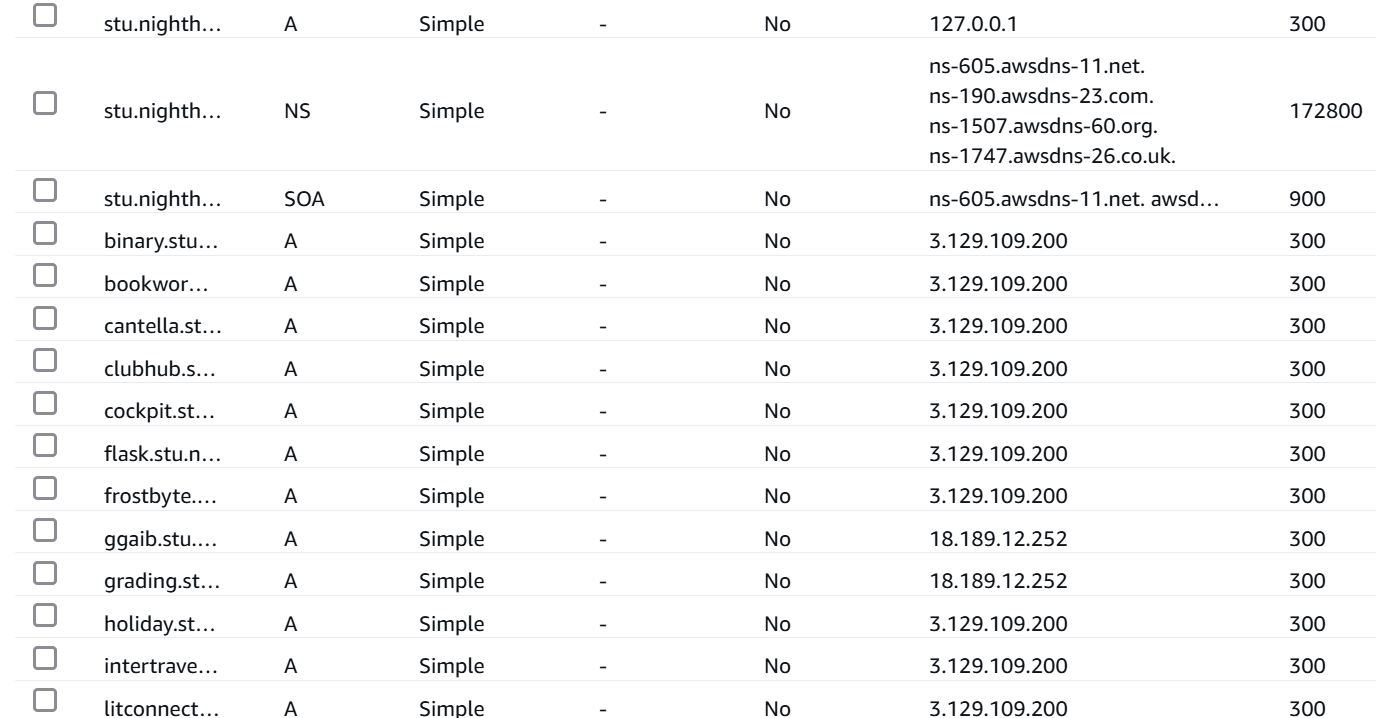 stu.nighth... A Simple - No 127.0.0.1 300
ns-605.awsdns-11.net.
ns-190.awsdns-23.com.
stu.nighth... NS Simple - No 172800
ns-1507.awsdns-60.org.
ns-1747.awsdns-26.co.uk.
stu.nighth... SOA Simple - No ns-605.awsdns-11.net. awsd... 900
binary.stu... A Simple - No 3.129.109.200 300
bookwor... A Simple - No 3.129.109.200 300
cantella.st... A Simple - No 3.129.109.200 300
clubhub.s... A Simple - No 3.129.109.200 300
cockpit.st... A Simple - No 3.129.109.200 300
flask.stu.n... A Simple - No 3.129.109.200 300
frostbyte.... A Simple - No 3.129.109.200 300
ggaib.stu.... A Simple - No 18.189.12.252 300
grading.st... A Simple - No 18.189.12.252 300
holiday.st... A Simple - No 3.129.109.200 300
intertrave... A Simple - No 3.129.109.200 300
litconnect... A Simple - No 3.129.109.200 300